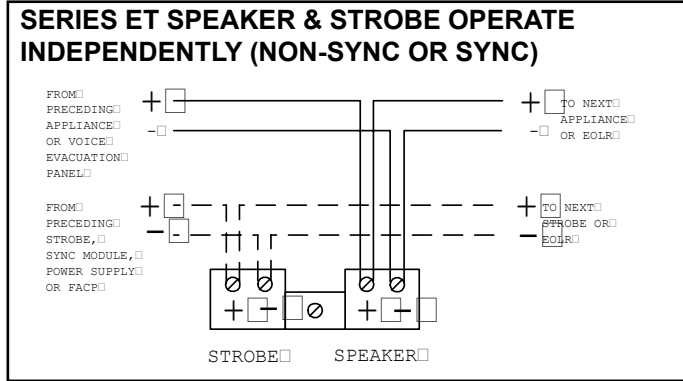 SERIES ET SPEAKER & STROBE OPERATE
INDEPENDENTLY (NON-SYNC OR SYNC)
FROM
PRECEDING
APPLIANCE
OR VOICE
EVACUATION
PANEL
+
-
+
-
TO NEXT
APPLIANCE
OR EOLR
FROM
PRECEDING
STROBE,
SYNC MODULE,
POWER SUPPLY
OR FACP
+
-
+
-
TO NEXT
STROBE OR
EOLR
+ -
+ -
STROBE
SPEAKER